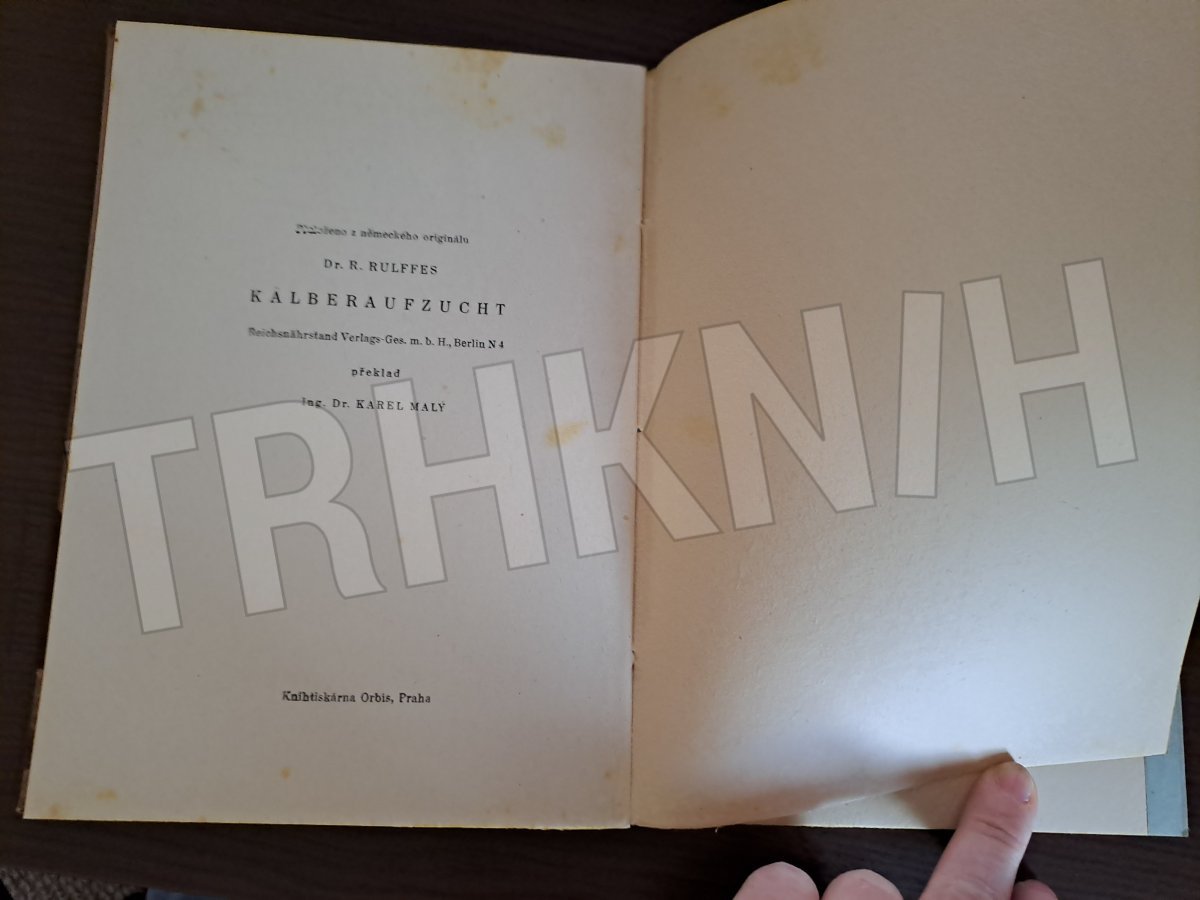 Přeloženo z německého originálu
Dr. R. RULFFES
KÄLBERAUFZUCHT
Reichsnährstand Verlags-Ges. m. b. H., Berlin N 4
překlad
ing. Dr. KAREL MALÝ
Knihtiskárna Orbis, Praha
TRHKNIH